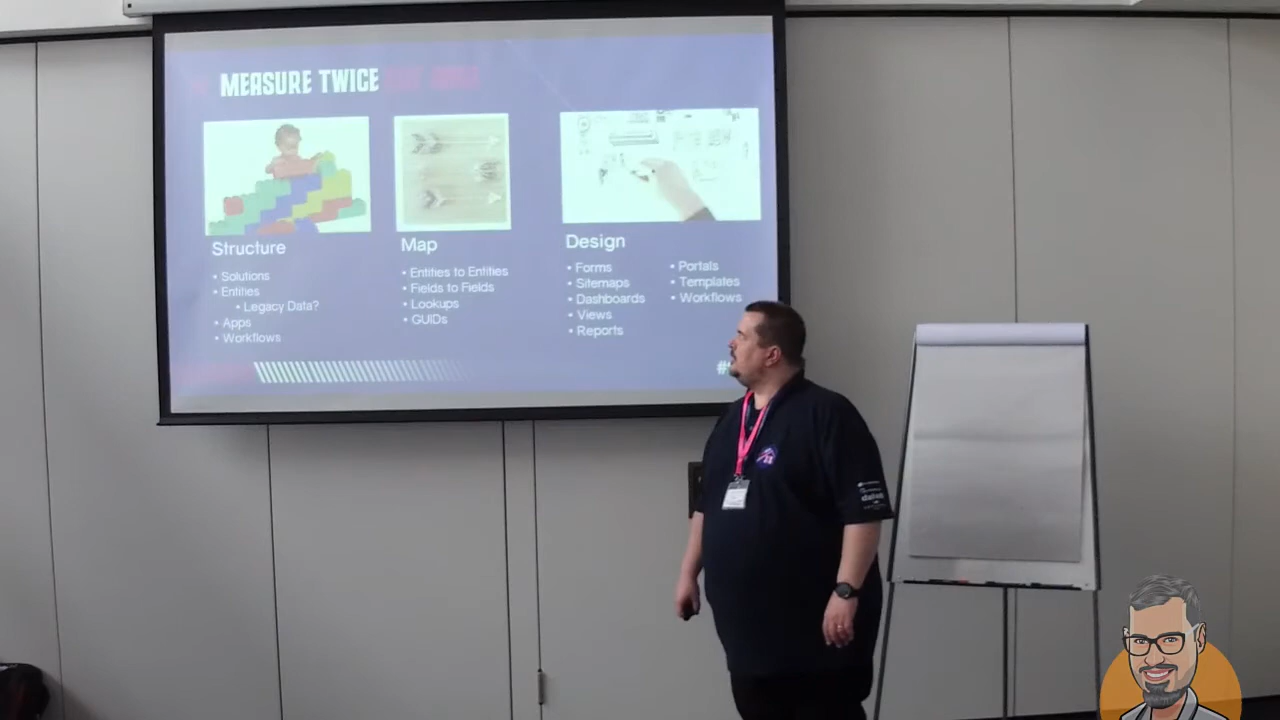 MEASURE TWICE
Structure
• Solutions
• Entities
• Legacy Data?
• Apps
• Workflows
Map
• Entities to Entities
• Fields to Fields
• Lookups
• GUIDs
Design
• Forms
• Sitemaps
• Dashboards
• Views
• Reports
• Portals
• Templates
• Workflows